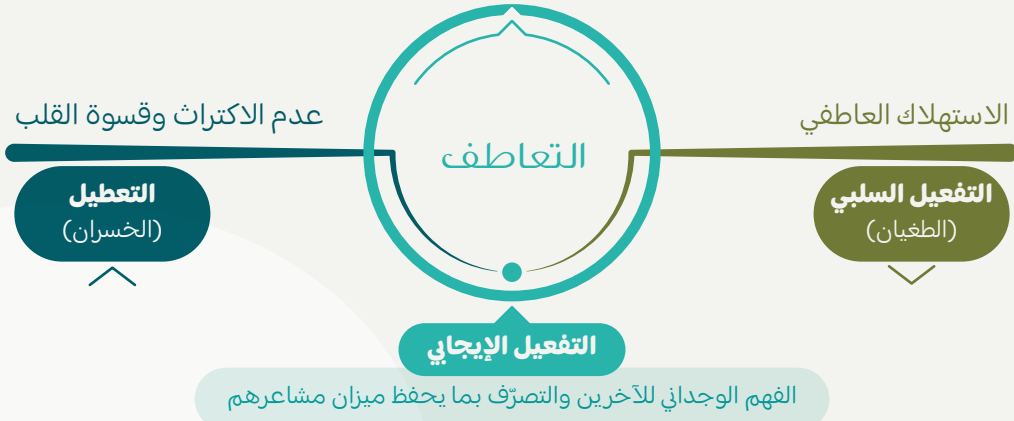 الاستهلاك العاطفي
التفعيل السلبي
(الطغيان)
التعاطف
عدم الاكتراث وقسوة القلب
التعطيل
(الخسران)
التفعيل الإيجابي
الفهم الوجداني للآخرين والتصرّف بما يحفظ ميزان مشاعرهم